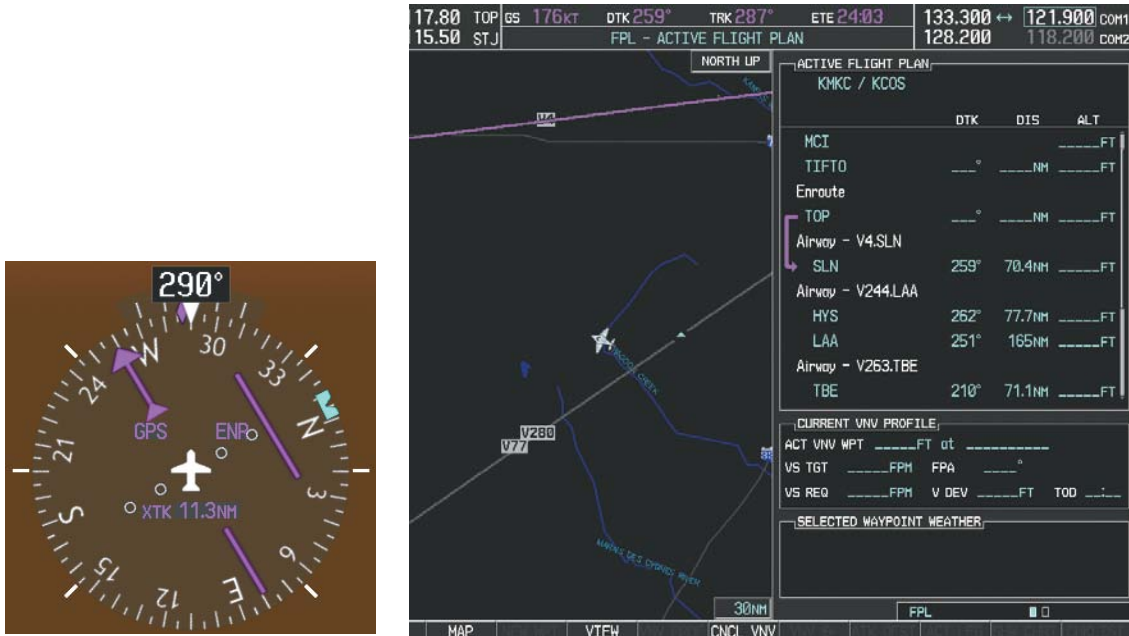 17.80 TOP GS 176KT DTK 259° TRK 287° ETE 24:03 133.300 ↔ 121.900 COM1
15.50 STJ FPL - ACTIVE FLIGHT PLAN 128.200 118.200 COM2
NORTH UP
V4
V280
V77
MARAIS DES CYGNES RIVER
30NM
ACTIVE FLIGHT PLAN
KMKC / KCOS
DTK DIS ALT
MCI _____FT
TIFTO ___° ____NM _____FT
Enroute
TOP ___° ____NM _____FT
Airway - V4.SLN
SLN 259° 70.4NM _____FT
Airway - V244.LAA
HYS 262° 77.7NM _____FT
LAA 251° 165NM _____FT
Airway - V263.TBE
TBE 210° 71.1NM _____FT
CURRENT VNV PROFILE
ACT VNV WPT _____FT at __________
VS TGT _____FPM FPA ____°
VS REQ _____FPM V DEV _____FT TOD __:__
SELECTED WAYPOINT WEATHER
FPL
MAP VIEW CNCL VNV
290°
W 30 33 N 3 6 E 12 15 S 21 24
GPS ENR
XTK 11.3NM